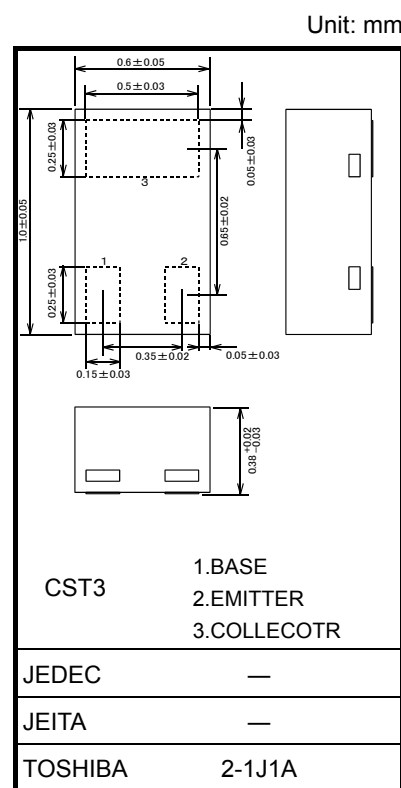 Unit: mm
0.6±0.05
0.5±0.03
0.25±0.03
0.05±0.03
3
1.0±0.05
0.65±0.02
1
2
0.25±0.03
0.35±0.02
0.05±0.03
0.15±0.03
0.38 +0.02
-0.03
CST3
1.BASE
2.EMITTER
3.COLLECOTR
JEDEC —
JEITA —
TOSHIBA 2-1J1A